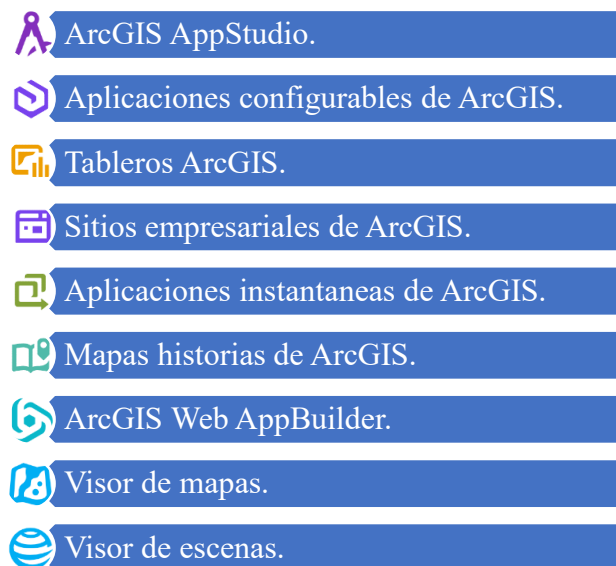 ArcGIS AppStudio.
Aplicaciones configurables de ArcGIS.
Tableros ArcGIS.
Sitios empresariales de ArcGIS.
Aplicaciones instantaneas de ArcGIS.
Mapas historias de ArcGIS.
ArcGIS Web AppBuilder.
Visor de mapas.
Visor de escenas.